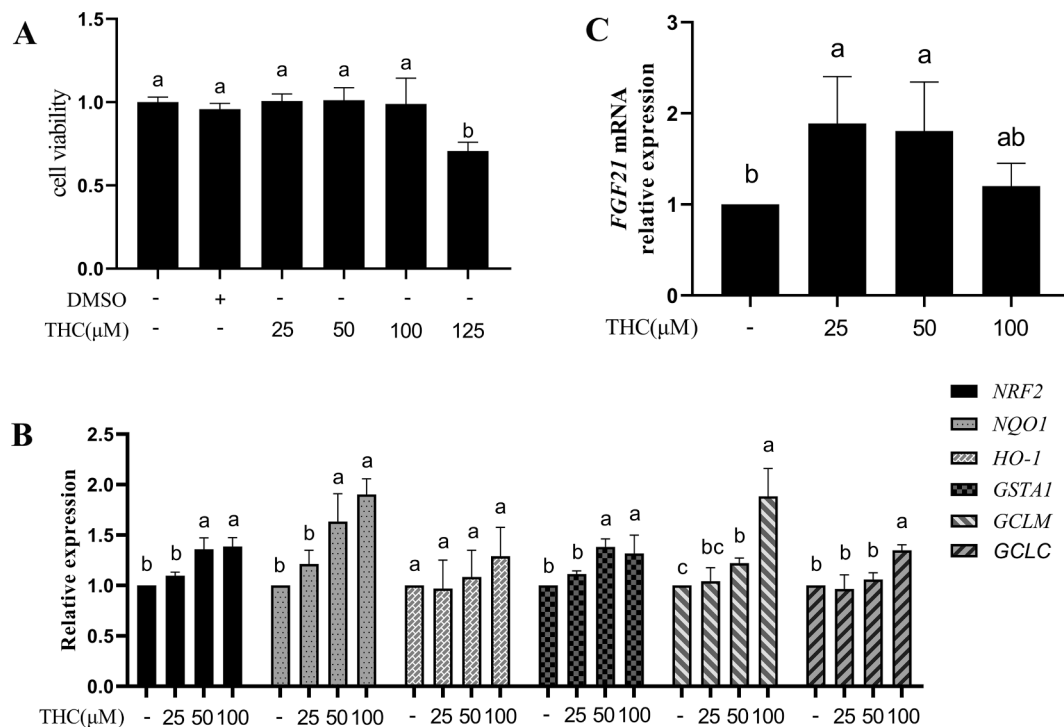 A
1.5
1.0
0.5
0.0
cell viability
a a a a a b
DMSO - + - - - -
THC(μM) - - 25 50 100 125
C
3
2
1
0
FGF21 mRNA
relative expression
b a a ab
THC(μM) - 25 50 100
B
2.5
2.0
1.5
1.0
0.5
0.0
Relative expression
b b a a b b a a a a a a b b a a c bc b a b b b a
THC(μM) - 25 50 100 - 25 50 100 - 25 50 100 - 25 50 100 - 25 50 100 - 25 50 100
NRF2
NQO1
HO-1
GSTA1
GCLM
GCLC